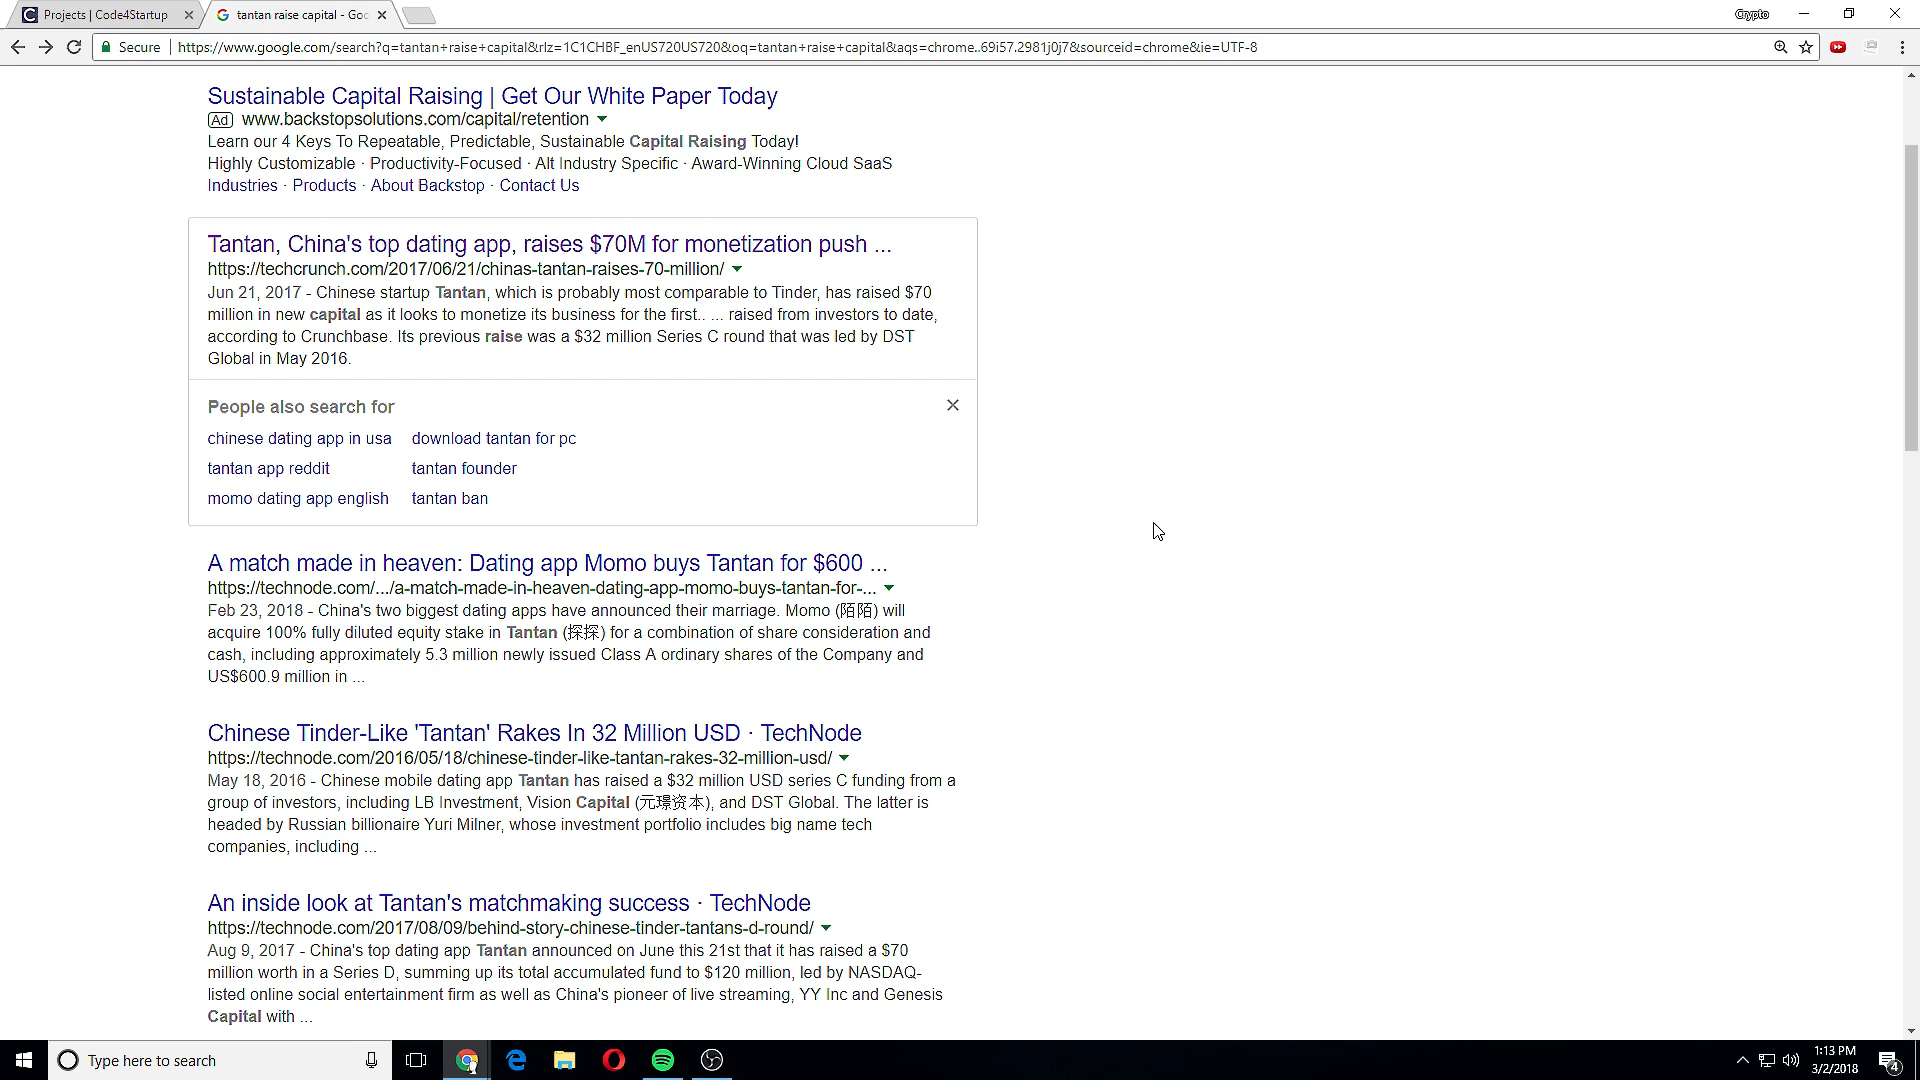 Projects | Code4Startup
tantan raise capital - Goo
Crypto
Secure
https://www.google.com/search?q=tantan+raise+capital&rlz=1C1CHBF_enUS720US720&oq=tantan+raise+capital&aqs=chrome..69i57.2981j0j7&sourceid=chrome&ie=UTF-8
Sustainable Capital Raising | Get Our White Paper Today
Ad www.backstopsolutions.com/capital/retention
Learn our 4 Keys To Repeatable, Predictable, Sustainable Capital Raising Today!
Highly Customizable · Productivity-Focused · Alt Industry Specific · Award-Winning Cloud SaaS
Industries · Products · About Backstop · Contact Us
Tantan, China's top dating app, raises $70M for monetization push ...
https://techcrunch.com/2017/06/21/chinas-tantan-raises-70-million/
Jun 21, 2017 - Chinese startup Tantan, which is probably most comparable to Tinder, has raised $70
million in new capital as it looks to monetize its business for the first.. ... raised from investors to date,
according to Crunchbase. Its previous raise was a $32 million Series C round that was led by DST
Global in May 2016.
People also search for
chinese dating app in usa
download tantan for pc
tantan app reddit
tantan founder
momo dating app english
tantan ban
A match made in heaven: Dating app Momo buys Tantan for $600 ...
https://technode.com/.../a-match-made-in-heaven-dating-app-momo-buys-tantan-for-...
Feb 23, 2018 - China's two biggest dating apps have announced their marriage. Momo (陌陌) will
acquire 100% fully diluted equity stake in Tantan (探探) for a combination of share consideration and
cash, including approximately 5.3 million newly issued Class A ordinary shares of the Company and
US$600.9 million in ...
Chinese Tinder-Like 'Tantan' Rakes In 32 Million USD · TechNode
https://technode.com/2016/05/18/chinese-tinder-like-tantan-rakes-32-million-usd/
May 18, 2016 - Chinese mobile dating app Tantan has raised a $32 million USD series C funding from a
group of investors, including LB Investment, Vision Capital (元璟资本), and DST Global. The latter is
headed by Russian billionaire Yuri Milner, whose investment portfolio includes big name tech
companies, including ...
An inside look at Tantan's matchmaking success · TechNode
https://technode.com/2017/08/09/behind-story-chinese-tinder-tantans-d-round/
Aug 9, 2017 - China's top dating app Tantan announced on June this 21st that it has raised a $70
million worth in a Series D, summing up its total accumulated fund to $120 million, led by NASDAQ-
listed online social entertainment firm as well as China's pioneer of live streaming, YY Inc and Genesis
Capital with ...
Type here to search
1:13 PM
3/2/2018
4